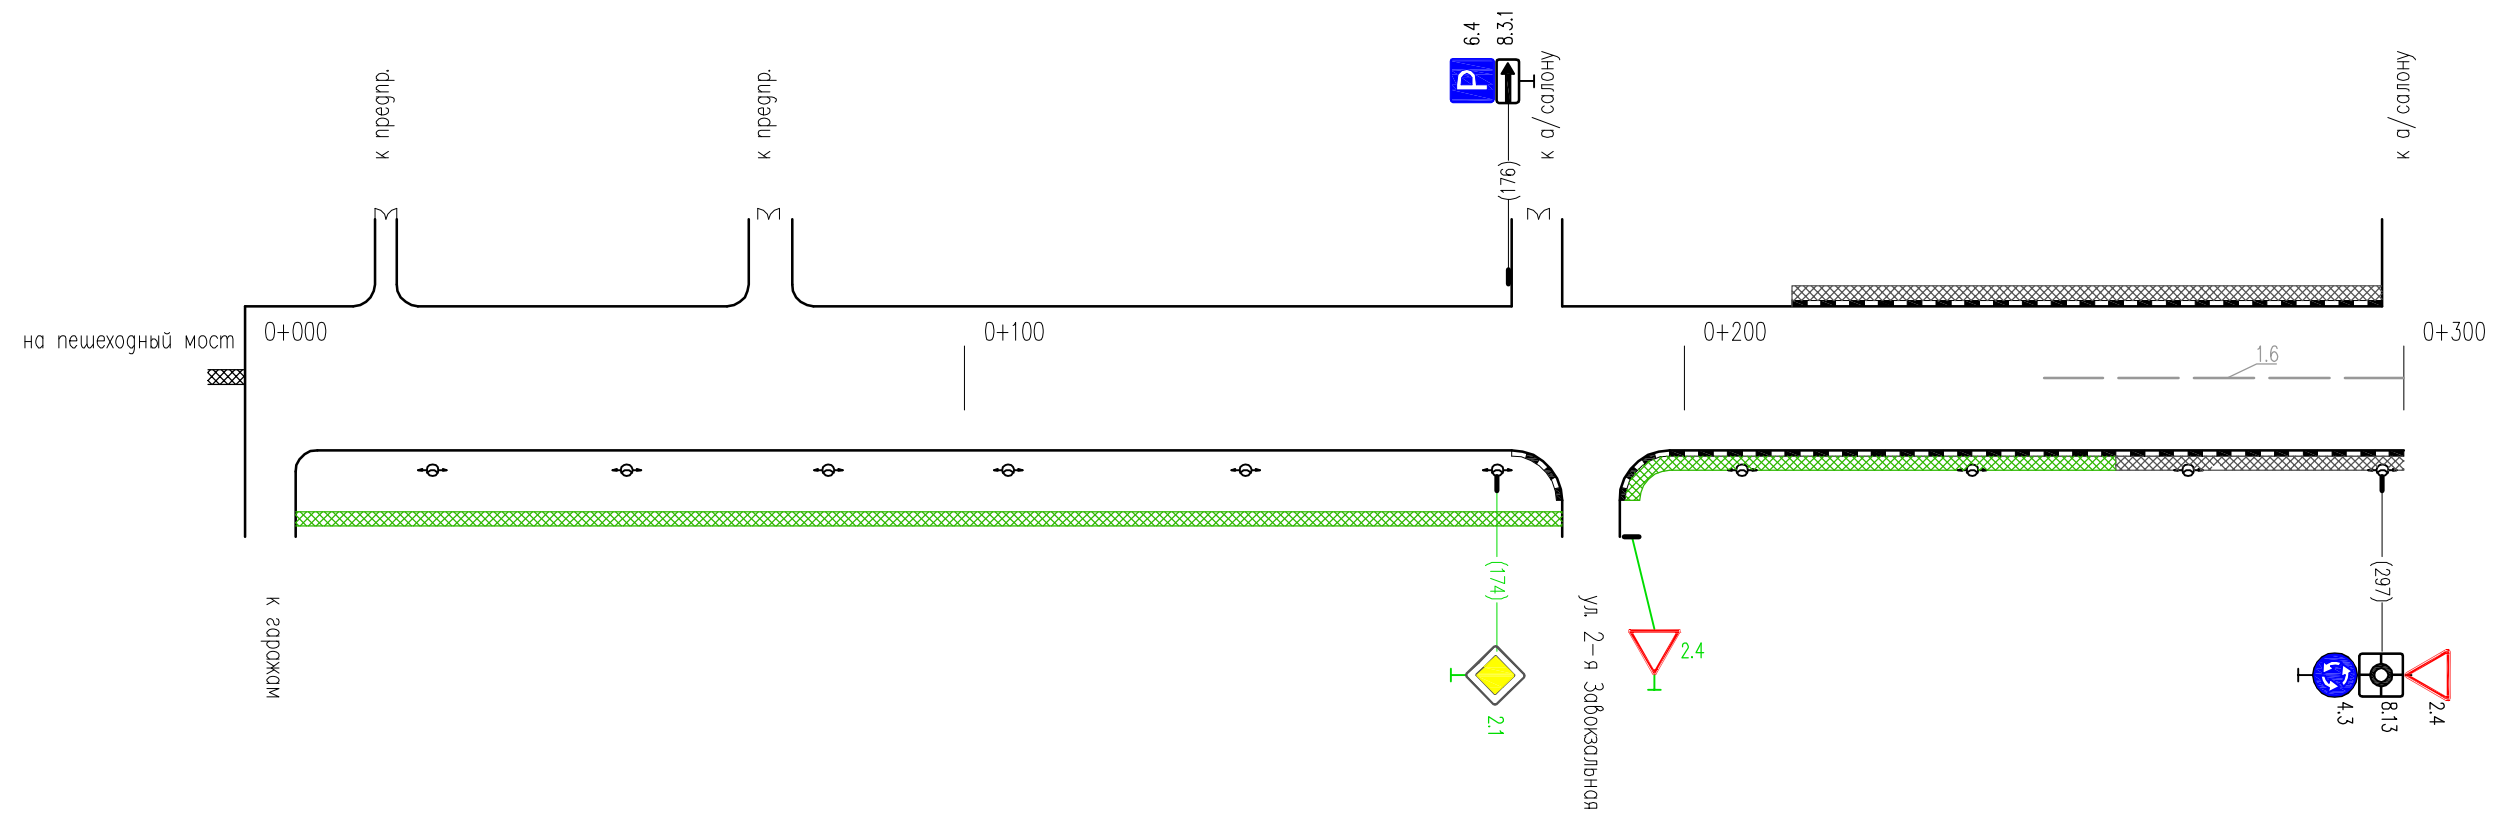 6.4
8.3.1
к предпр.
к предпр.
(176)
к а/салону
к а/салону
на пешеходный мост
0+000
0+100
0+200
0+300
1.6
к гаражам
(174)
2.1
ул. 2-я Завокзальная
2.4
(297)
4.3
8.13
2.4
P